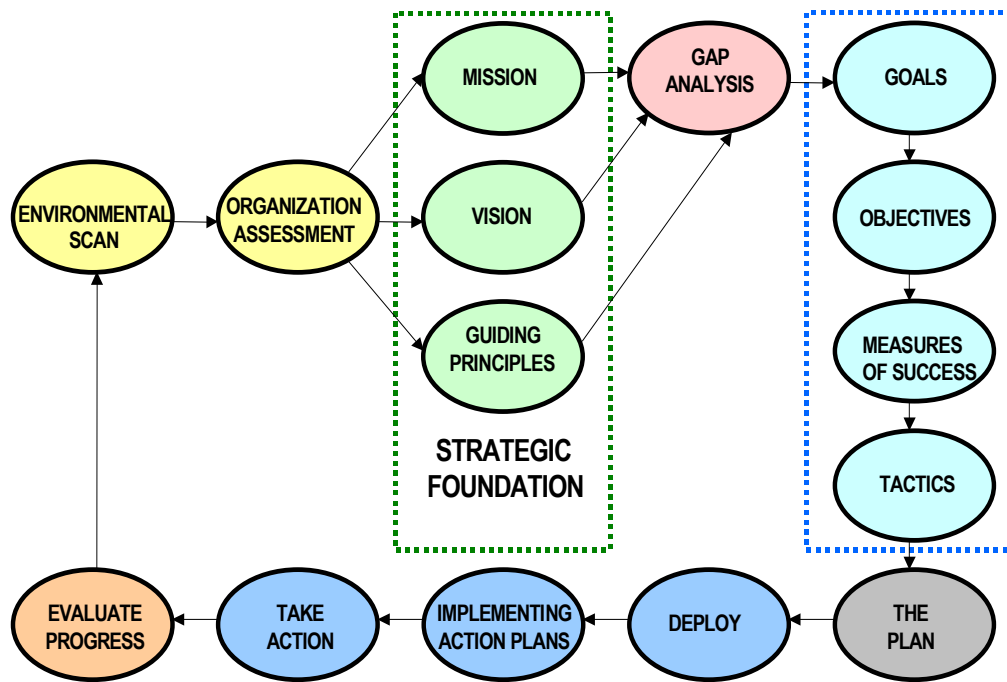 MISSION
GAP
ANALYSIS
GOALS
ENVIRONMENTAL
SCAN
ORGANIZATION
ASSESSMENT
VISION
OBJECTIVES
GUIDING
PRINCIPLES
MEASURES
OF SUCCESS
STRATEGIC
FOUNDATION
TACTICS
EVALUATE
PROGRESS
TAKE
ACTION
IMPLEMENTING
ACTION PLANS
DEPLOY
THE
PLAN